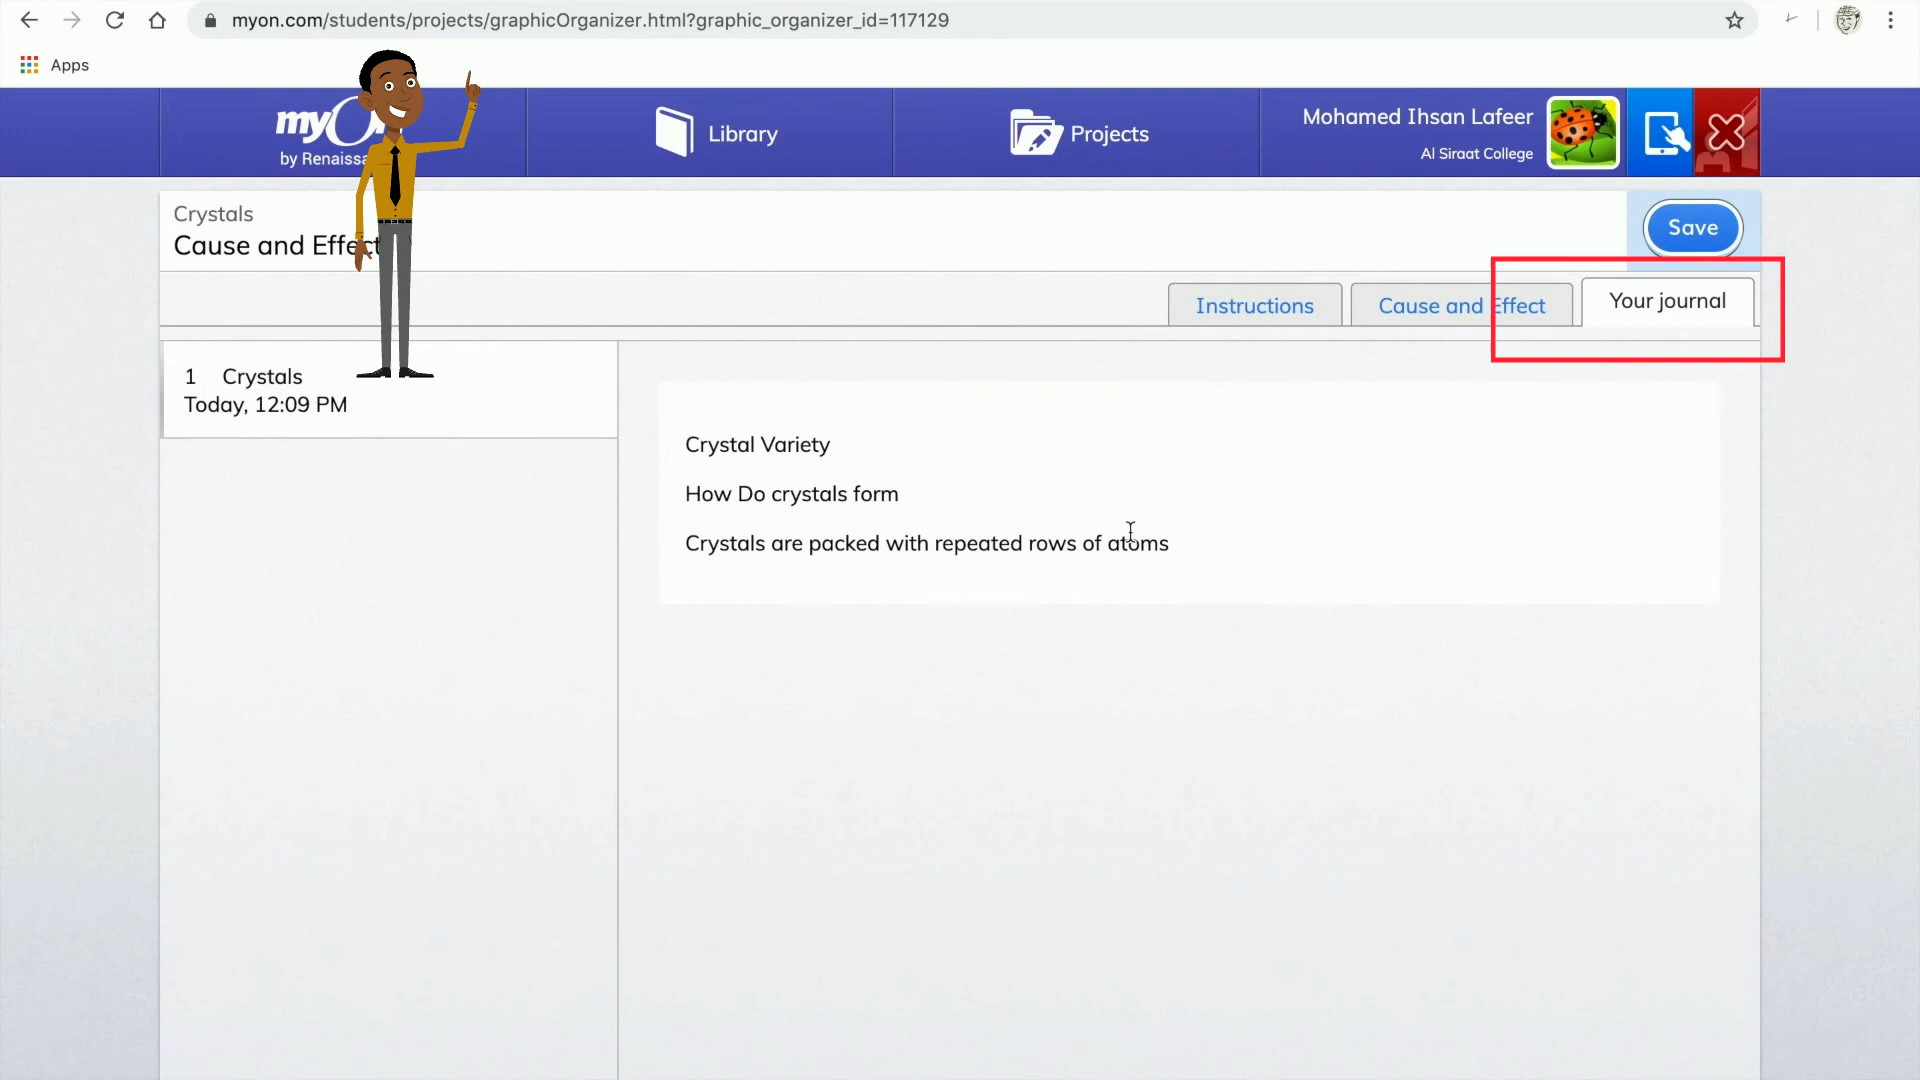 myon.com/students/projects/graphicOrganizer.html?graphic_organizer_id=117129
Apps
by
Library
Projects
Mohamed Ihsan Lafeer
Al Siraat College
Crystals
Cause and Effect
Save
Instructions
Cause and Effect
Your journal
1 Crystals
Today, 12:09 PM
Crystal Variety
How Do crystals form
Crystals are packed with repeated rows of atoms